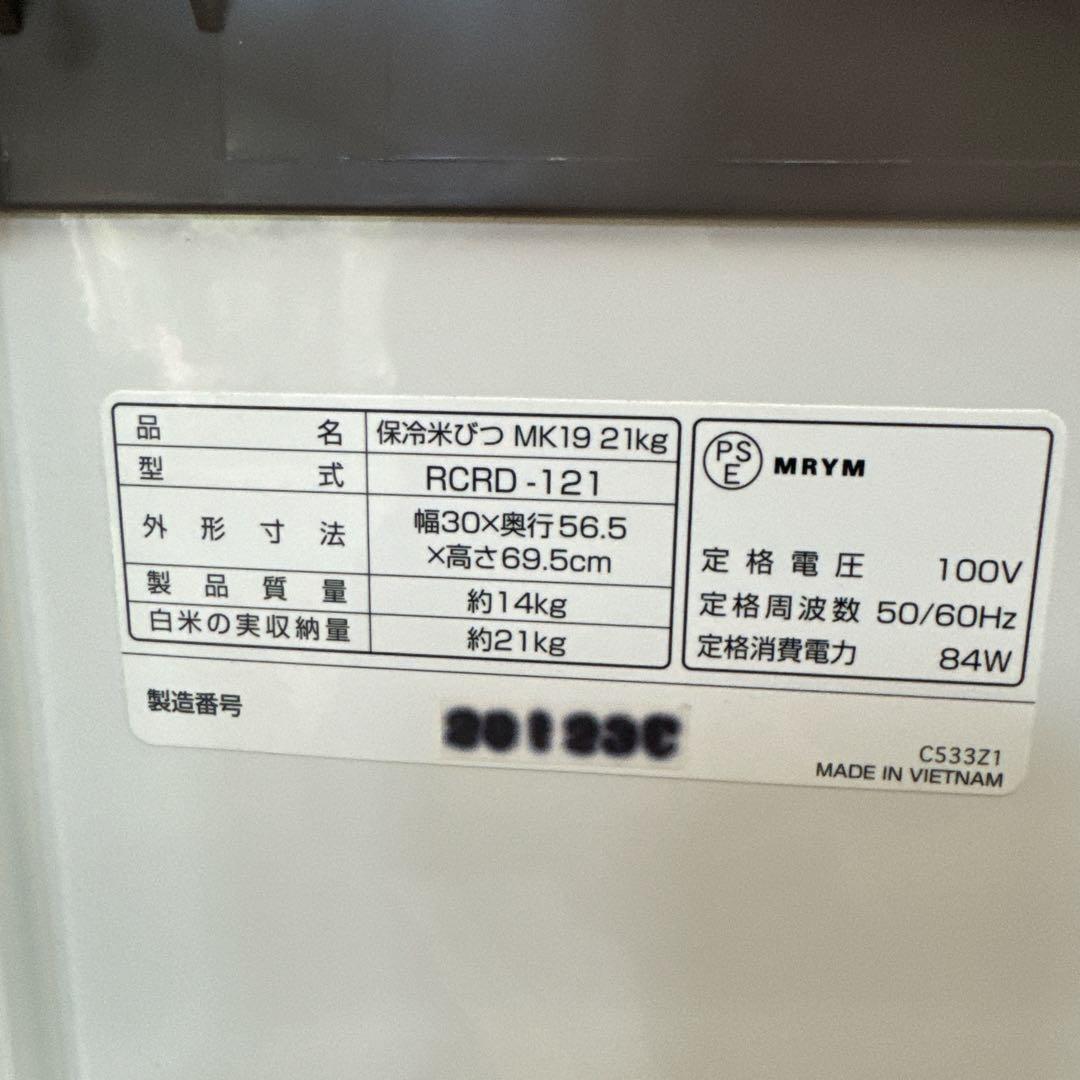 品名 保冷米びつ MK19 21kg
型式 RCRD-121
外形寸法 幅30×奥行56.5
×高さ69.5cm
製品質量 約14kg
白米の実収納量 約21kg
PSE MRYM
定格電圧 100V
定格周波数 50/60Hz
定格消費電力 84W
製造番号
C533Z1
MADE IN VIETNAM